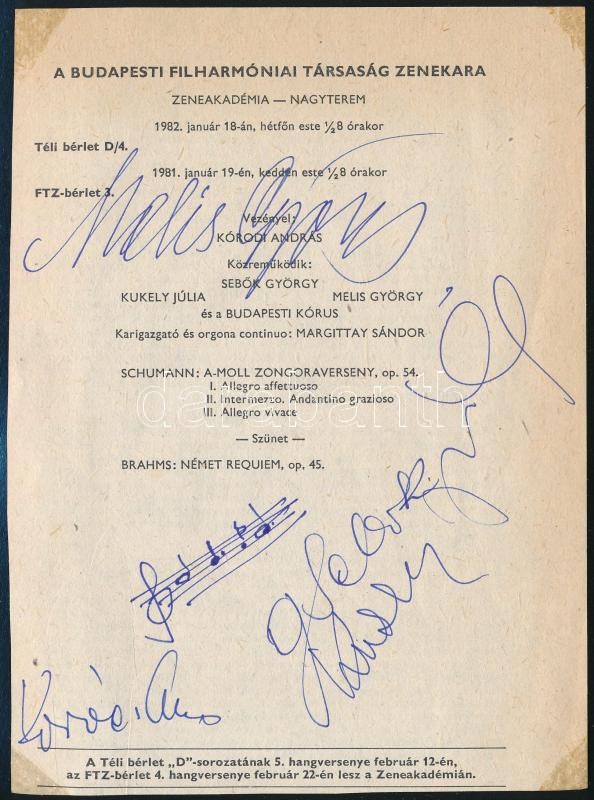 A BUDAPESTI FILHARMÓNIAI TÁRSASÁG ZENEKARA
ZENEAKADÉMIA — NAGYTEREM
1982. január 18-án, hétfőn este ½8 órakor
Téli bérlet D/4.
1981. január 19-én, kedden este ½8 órakor
FTZ-bérlet 3.
Melis György
Vezényel:
KÓRODI ANDRÁS
Közreműködik:
SEBŐK GYÖRGY
KUKELY JÚLIA MELIS GYÖRGY
és a BUDAPESTI KÓRUS
Karigazgató és orgona continuo: MARGITTAY SÁNDOR
SCHUMANN: A-MOLL ZONGORAVERSENY, op. 54.
I. Allegro affettuoso
II. Intermezzo. Andantino grazioso
III. Allegro vivace
darabanth
— Szünet —
BRAHMS: NÉMET REQUIEM, op. 45.
A Téli bérlet „D”-sorozatának 5. hangversenye február 12-én,
az FTZ-bérlet 4. hangversenye február 22-én lesz a Zeneakadémián.